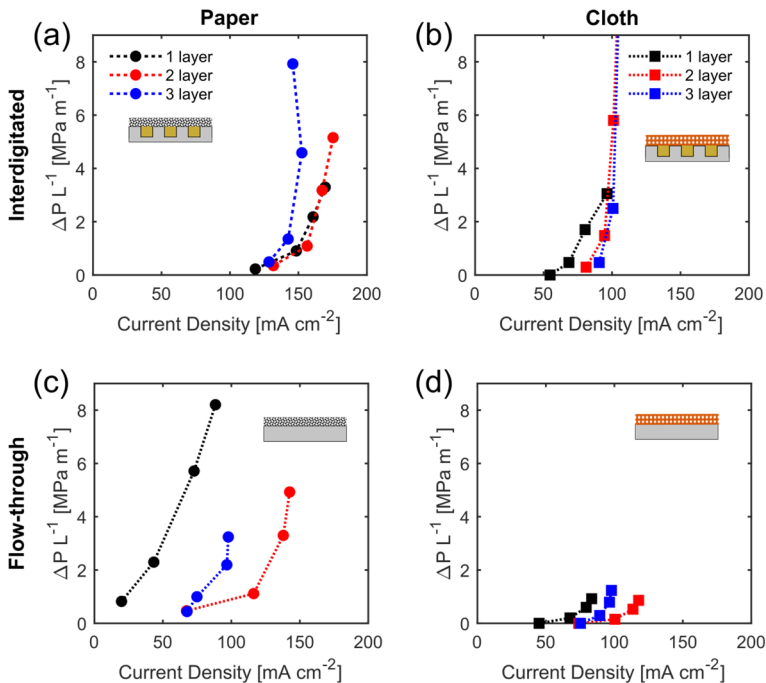 Paper
Cloth
(a)
1 layer
2 layer
3 layer
8
6
4
2
0
0
50
100
150
200
ΔP L⁻¹ [MPa m⁻¹]
Current Density [mA cm⁻²]
Interdigitated
(b)
1 layer
2 layer
3 layer
8
6
4
2
0
0
50
100
150
200
ΔP L⁻¹ [MPa m⁻¹]
Current Density [mA cm⁻²]
(c)
8
6
4
2
0
0
50
100
150
200
ΔP L⁻¹ [MPa m⁻¹]
Current Density [mA cm⁻²]
Flow-through
(d)
8
6
4
2
0
0
50
100
150
200
ΔP L⁻¹ [MPa m⁻¹]
Current Density [mA cm⁻²]